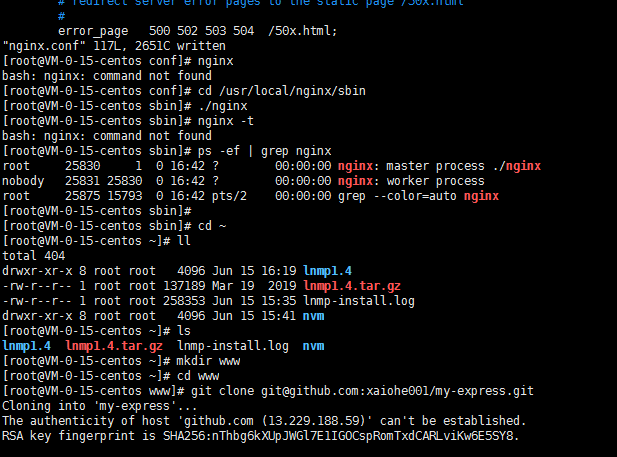 # redirect server error pages to the static page /50x.html
#
error_page   500 502 503 504  /50x.html;
"nginx.conf" 117L, 2651C written
[root@VM-0-15-centos conf]# nginx
bash: nginx: command not found
[root@VM-0-15-centos conf]# cd /usr/local/nginx/sbin
[root@VM-0-15-centos sbin]# ./nginx
[root@VM-0-15-centos sbin]# nginx -t
bash: nginx: command not found
[root@VM-0-15-centos sbin]# ps -ef | grep nginx
root     25830     1  0 16:42 ?        00:00:00 nginx: master process ./nginx
nobody   25831 25830  0 16:42 ?        00:00:00 nginx: worker process
root     25875 15793  0 16:42 pts/2    00:00:00 grep --color=auto nginx
[root@VM-0-15-centos sbin]#
[root@VM-0-15-centos sbin]# cd ~
[root@VM-0-15-centos ~]# ll
total 404
drwxr-xr-x 8 root root   4096 Jun 15 16:19 lnmp1.4
-rw-r--r-- 1 root root 137189 Mar 19  2019 lnmp1.4.tar.gz
-rw-r--r-- 1 root root 258353 Jun 15 15:35 lnmp-install.log
drwxr-xr-x 8 root root   4096 Jun 15 15:41 nvm
[root@VM-0-15-centos ~]# ls
lnmp1.4  lnmp1.4.tar.gz  lnmp-install.log  nvm
[root@VM-0-15-centos ~]# mkdir www
[root@VM-0-15-centos ~]# cd www
[root@VM-0-15-centos www]# git clone git@github.com:xaiohe001/my-express.git
Cloning into 'my-express'...
The authenticity of host 'github.com (13.229.188.59)' can't be established.
RSA key fingerprint is SHA256:nThbg6kXUpJWGl7E1IGOCspRomTxdCARLviKw6E5SY8.